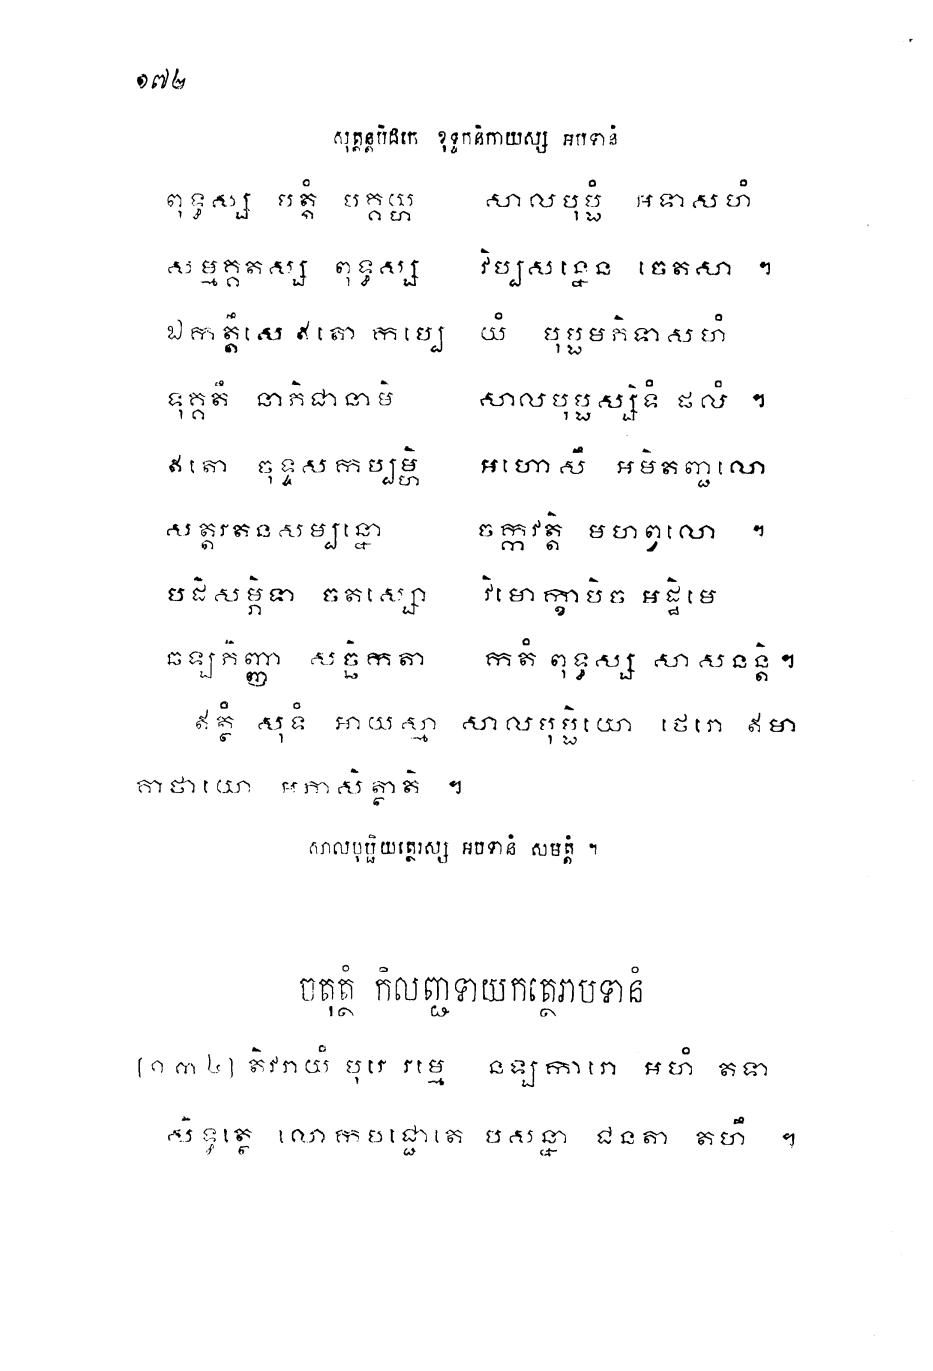 ១៧២
សុត្តន្តបិដកេ ខុទ្ទកនិកាយស្ស អបទានំ
ពុទ្ធស្ស បត្តំ បគ្គយ្ហ សាលបុប្ផំ អទាសហំ
សម្មគ្គតស្ស ពុទ្ធស្ស វិប្បសន្នេន ចេតសា ។
ឯកត្តឹសេ ឥតោ កប្បេ យំ បុប្ផមភិទាសហំ
ទុគ្គតឹ នាភិជានាមិ សាលបុប្ផស្សិទំ ផលំ ។
ឥតោ ចុទ្ទសកប្បម្ហិ អហោសឹ អមិតញ្ជលោ
សត្តរតនសម្បន្នោ ចក្កវត្តិ មហព្វលោ ។
បដិសម្ភិទា ចតស្សោ វិមោក្ខាបិច អដ្ឋិមេ
ឆឡភិញ្ញា សច្ឆិកតា កតំ ពុទ្ធស្ស សាសនន្តិ។
ឥត្ថំ សុទំ អាយស្មា សាលបុប្ផិយោ ថេរោ ឥមា
គាថាយោ អភាសិត្ថាតិ ។
សាលបុប្ផិយត្ថេរស្ស អបទានំ សមត្តំ ។
ចតុត្ថំ កិលញ្ជទាយកត្ថេរាបទានំ
[១៣៤] តិវរាយំ បុរេ រម្មេ នឡការោ អហំ តទា
សិទ្ធត្ថេ លោកបជ្ជោតេ បសន្នា ជនតា តហឹ ។